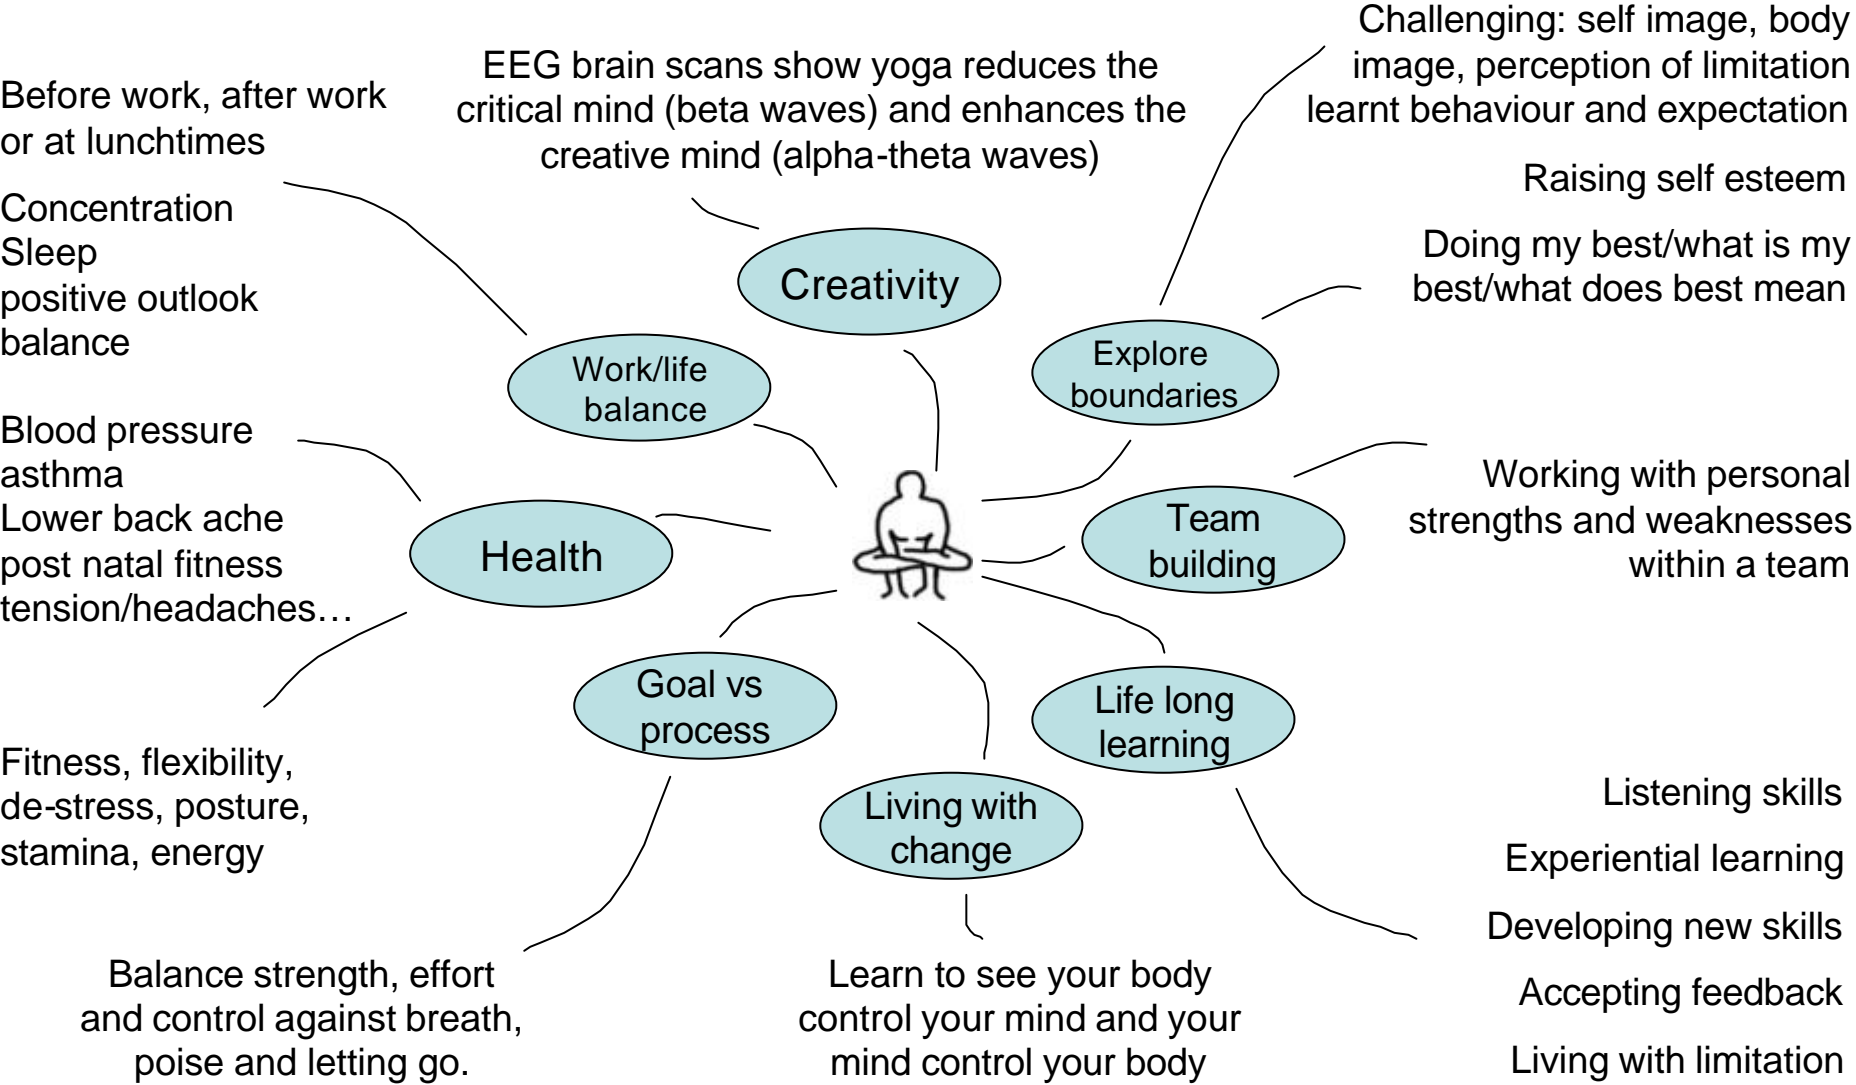 Challenging: self image, body
image, perception of limitation
learnt behaviour and expectation
EEG brain scans show yoga reduces the
critical mind (beta waves) and enhances the
creative mind (alpha-theta waves)
Before work, after work
or at lunchtimes
Raising self esteem
Concentration
Sleep
positive outlook
balance
Doing my best/what is my
best/what does best mean
Creativity
Work/life
balance
Explore
boundaries
Blood pressure
asthma
Lower back ache
post natal fitness
tension/headaches…
Health
Team
building
Working with personal
strengths and weaknesses
within a team
Goal vs
process
Life long
learning
Living with
change
Fitness, flexibility,
de-stress, posture,
stamina, energy
Listening skills
Experiential learning
Developing new skills
Accepting feedback
Living with limitation
Balance strength, effort
and control against breath,
poise and letting go.
Learn to see your body
control your mind and your
mind control your body